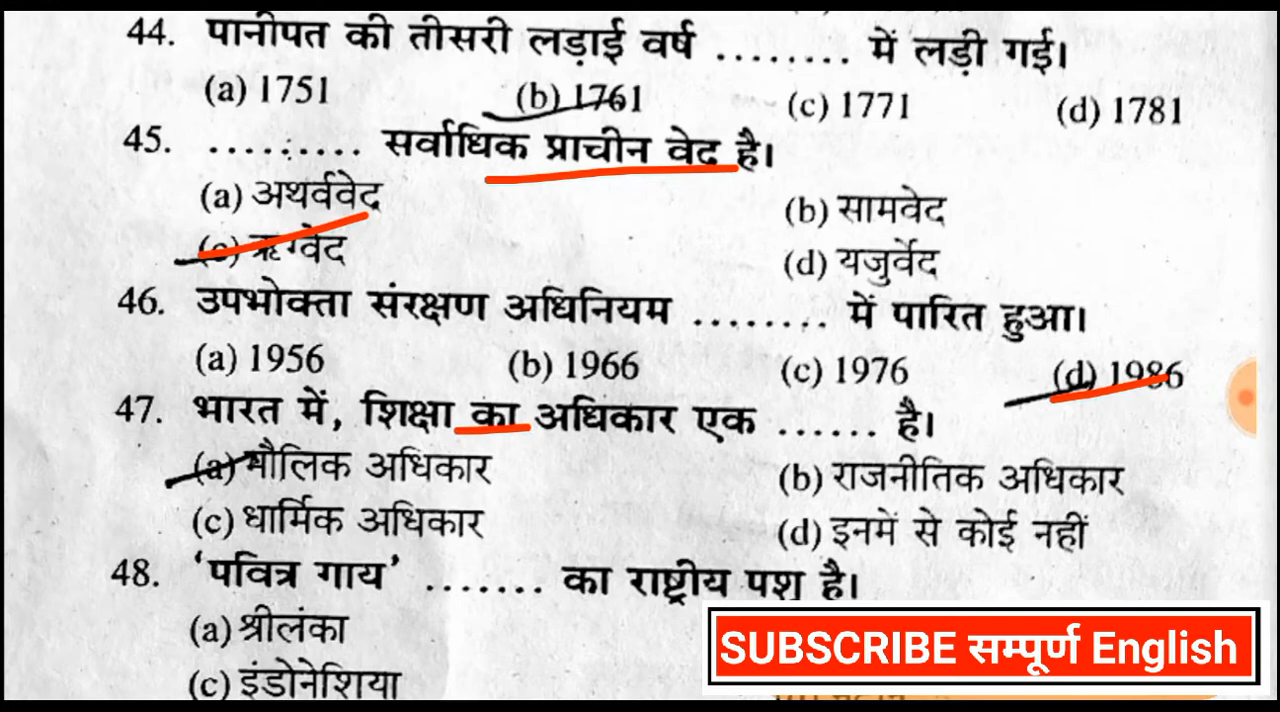 44. पानीपत की तीसरी लड़ाई वर्ष ........ में लड़ी गई।
(a) 1751 (b) 1761 (c) 1771 (d) 1781
45. ......... सर्वाधिक प्राचीन वेद है।
(a) अथर्ववेद (b) सामवेद
(c) ऋग्वेद (d) यजुर्वेद
46. उपभोक्ता संरक्षण अधिनियम ........ में पारित हुआ।
(a) 1956 (b) 1966 (c) 1976 (d) 1986
47. भारत में, शिक्षा का अधिकार एक ...... है।
(a) मौलिक अधिकार (b) राजनीतिक अधिकार
(c) धार्मिक अधिकार (d) इनमें से कोई नहीं
48. 'पवित्र गाय' ....... का राष्ट्रीय पशु है।
(a) श्रीलंका
(c) इंडोनेशिया
SUBSCRIBE सम्पूर्ण English